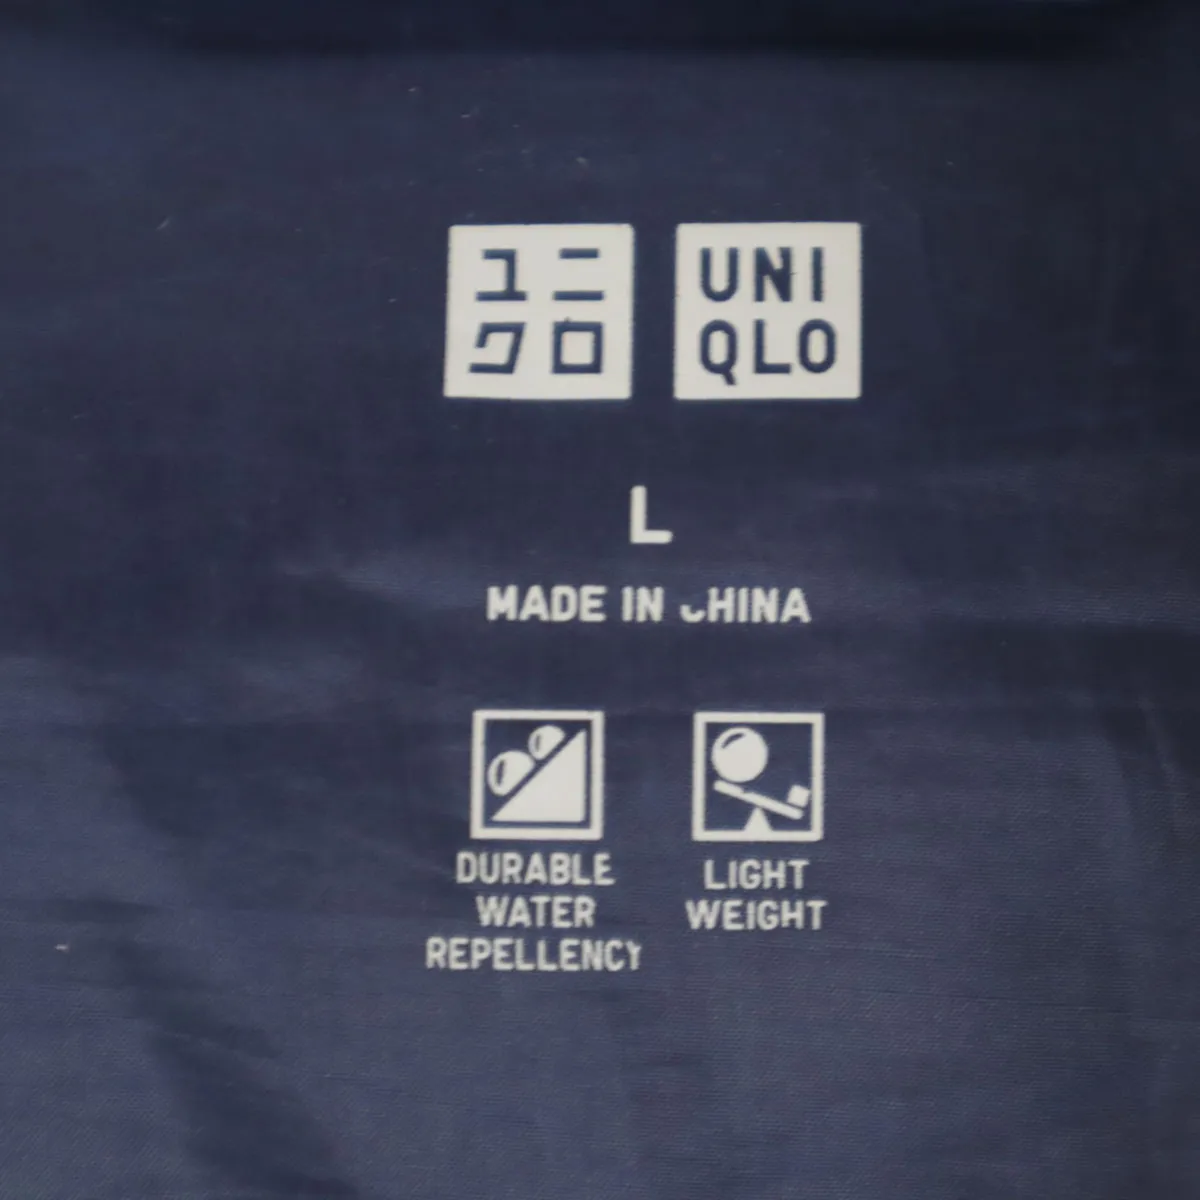 ユニ
クロ
UNI
QLO
L
MADE IN CHINA
DURABLE
WATER
REPELLENCY
LIGHT
WEIGHT